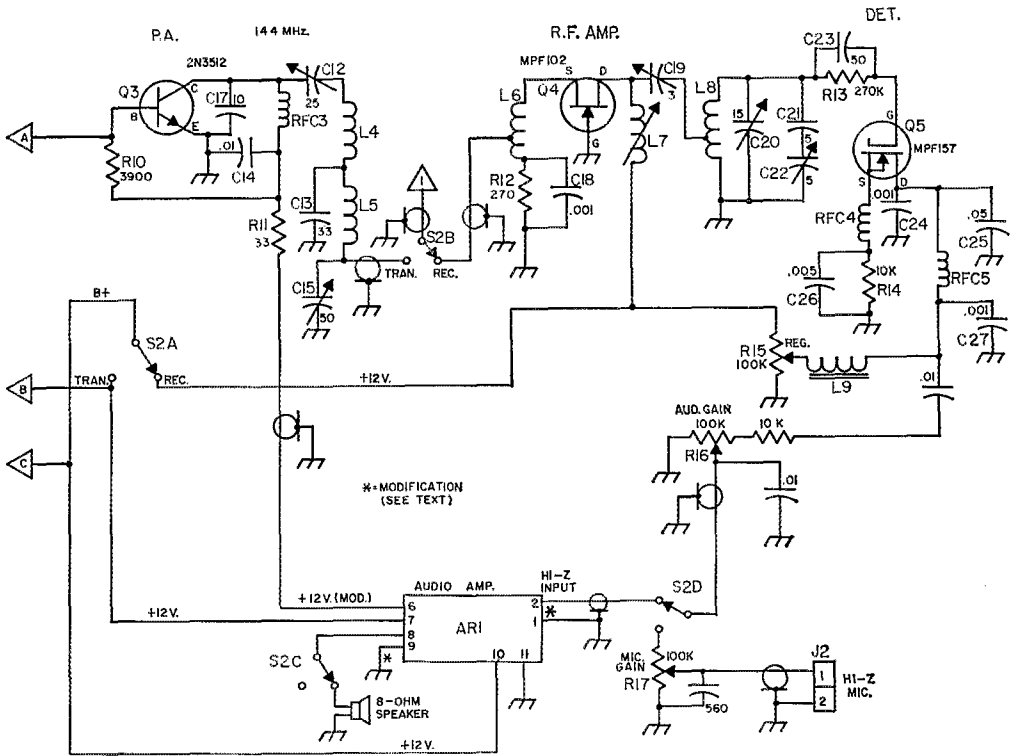 P.A.
144 MHz.
R.F. AMP.
DET.
2N3512
Q3
C
B
E
C17
10
.01
C14
RFC3
C12
25
L4
L5
C13
33
C15
50
A
R10
3900
R11
33
1
S2B
TRAN.
REC.
MPF102
Q4
S
D
G
L6
R12
270
C18
.001
C19
3
L7
L8
15
C20
C21
5
C22
5
C23
50
R13
270K
G
Q5
MPF157
S
D
.001
C24
RFC4
.05
C25
RFC5
.005
C26
10K
R14
.001
C27
B+
S2A
TRAN.
REC.
+12V.
B
C
R15
100K
REG.
L9
.01
AUD. GAIN
100K
10 K
R16
.01
*=MODIFICATION
(SEE TEXT)
AUDIO AMP.
HI-Z
INPUT
S2D
+12V. (MOD.)
+12V.
6
7
8
9
10
11
2
1
*
*
AR1
S2C
8-OHM
SPEAKER
+12V.
MIC.
GAIN
R17
100K
560
J2
1
2
HI-Z
MIC.